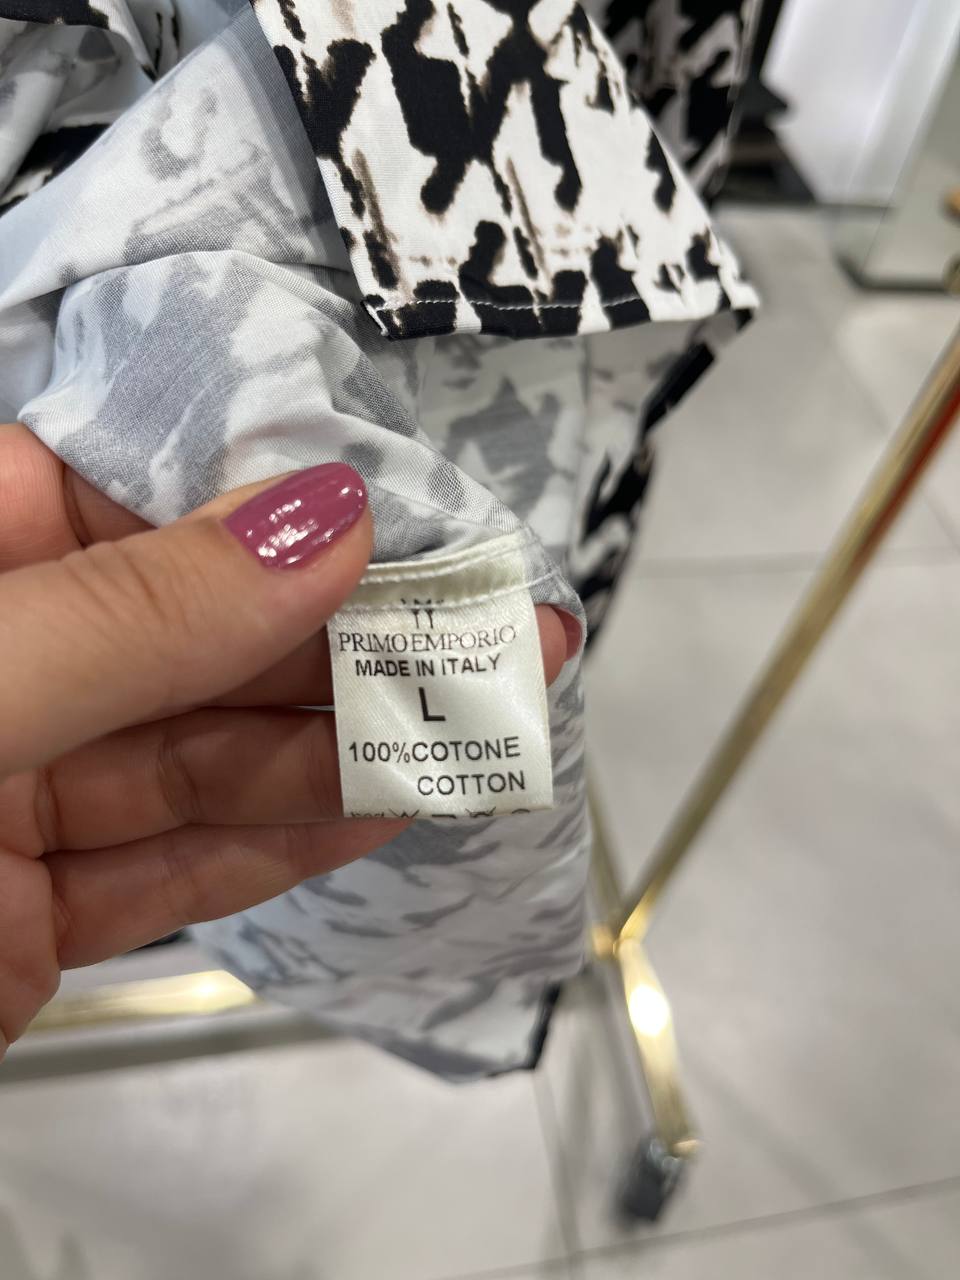 PRIMO EMPORIO
MADE IN ITALY
L
100%COTONE
COTTON